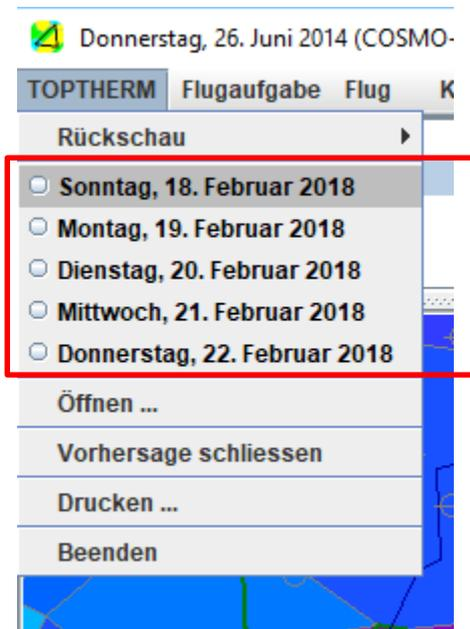 Donnerstag, 26. Juni 2014 (COSMO-
TOPTHERM Flugaufgabe Flug K
Rückschau
Sonntag, 18. Februar 2018
Montag, 19. Februar 2018
Dienstag, 20. Februar 2018
Mittwoch, 21. Februar 2018
Donnerstag, 22. Februar 2018
Öffnen ...
Vorhersage schliessen
Drucken ...
Beenden